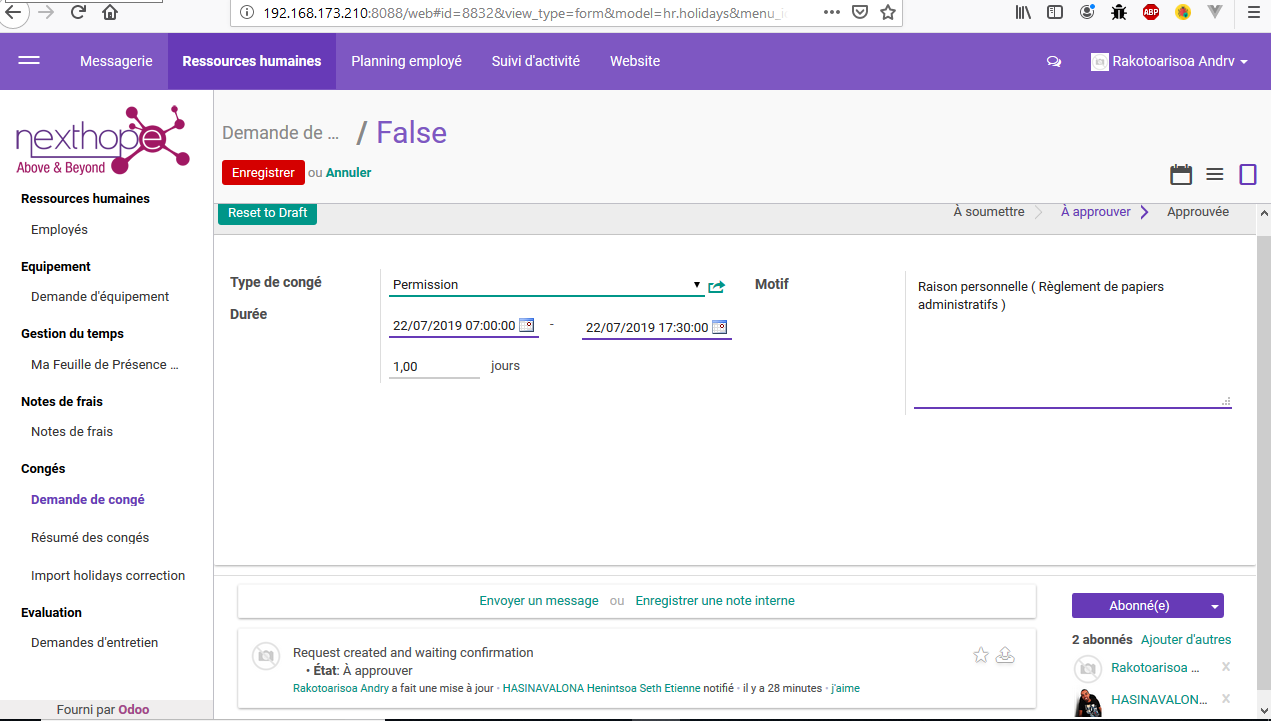 192.168.173.210:8088/web#id=8832&view_type=form&model=hr.holidays&menu_i
ABP
Messagerie
Ressources humaines
Planning employé
Suivi d'activité
Website
Rakotoarisoa Andry
nexthope
Above & Beyond
Demande de ... / False
Enregistrer ou Annuler
Reset to Draft
À soumettre
À approuver
Approuvée
Ressources humaines
Employés
Equipement
Demande d'équipement
Gestion du temps
Ma Feuille de Présence ...
Notes de frais
Notes de frais
Congés
Demande de congé
Résumé des congés
Import holidays correction
Evaluation
Demandes d'entretien
Fourni par Odoo
Type de congé
Permission
Durée
22/07/2019 07:00:00 - 22/07/2019 17:30:00
1,00 jours
Motif
Raison personnelle ( Règlement de papiers
administratifs )
Envoyer un message ou Enregistrer une note interne
Request created and waiting confirmation
• État: À approuver
Rakotoarisoa Andry a fait une mise à jour · HASINAVALONA Henintsoa Seth Etienne notifié · il y a 28 minutes · j'aime
Abonné(e)
2 abonnés Ajouter d'autres
Rakotoarisoa ... x
HASINAVALON... x